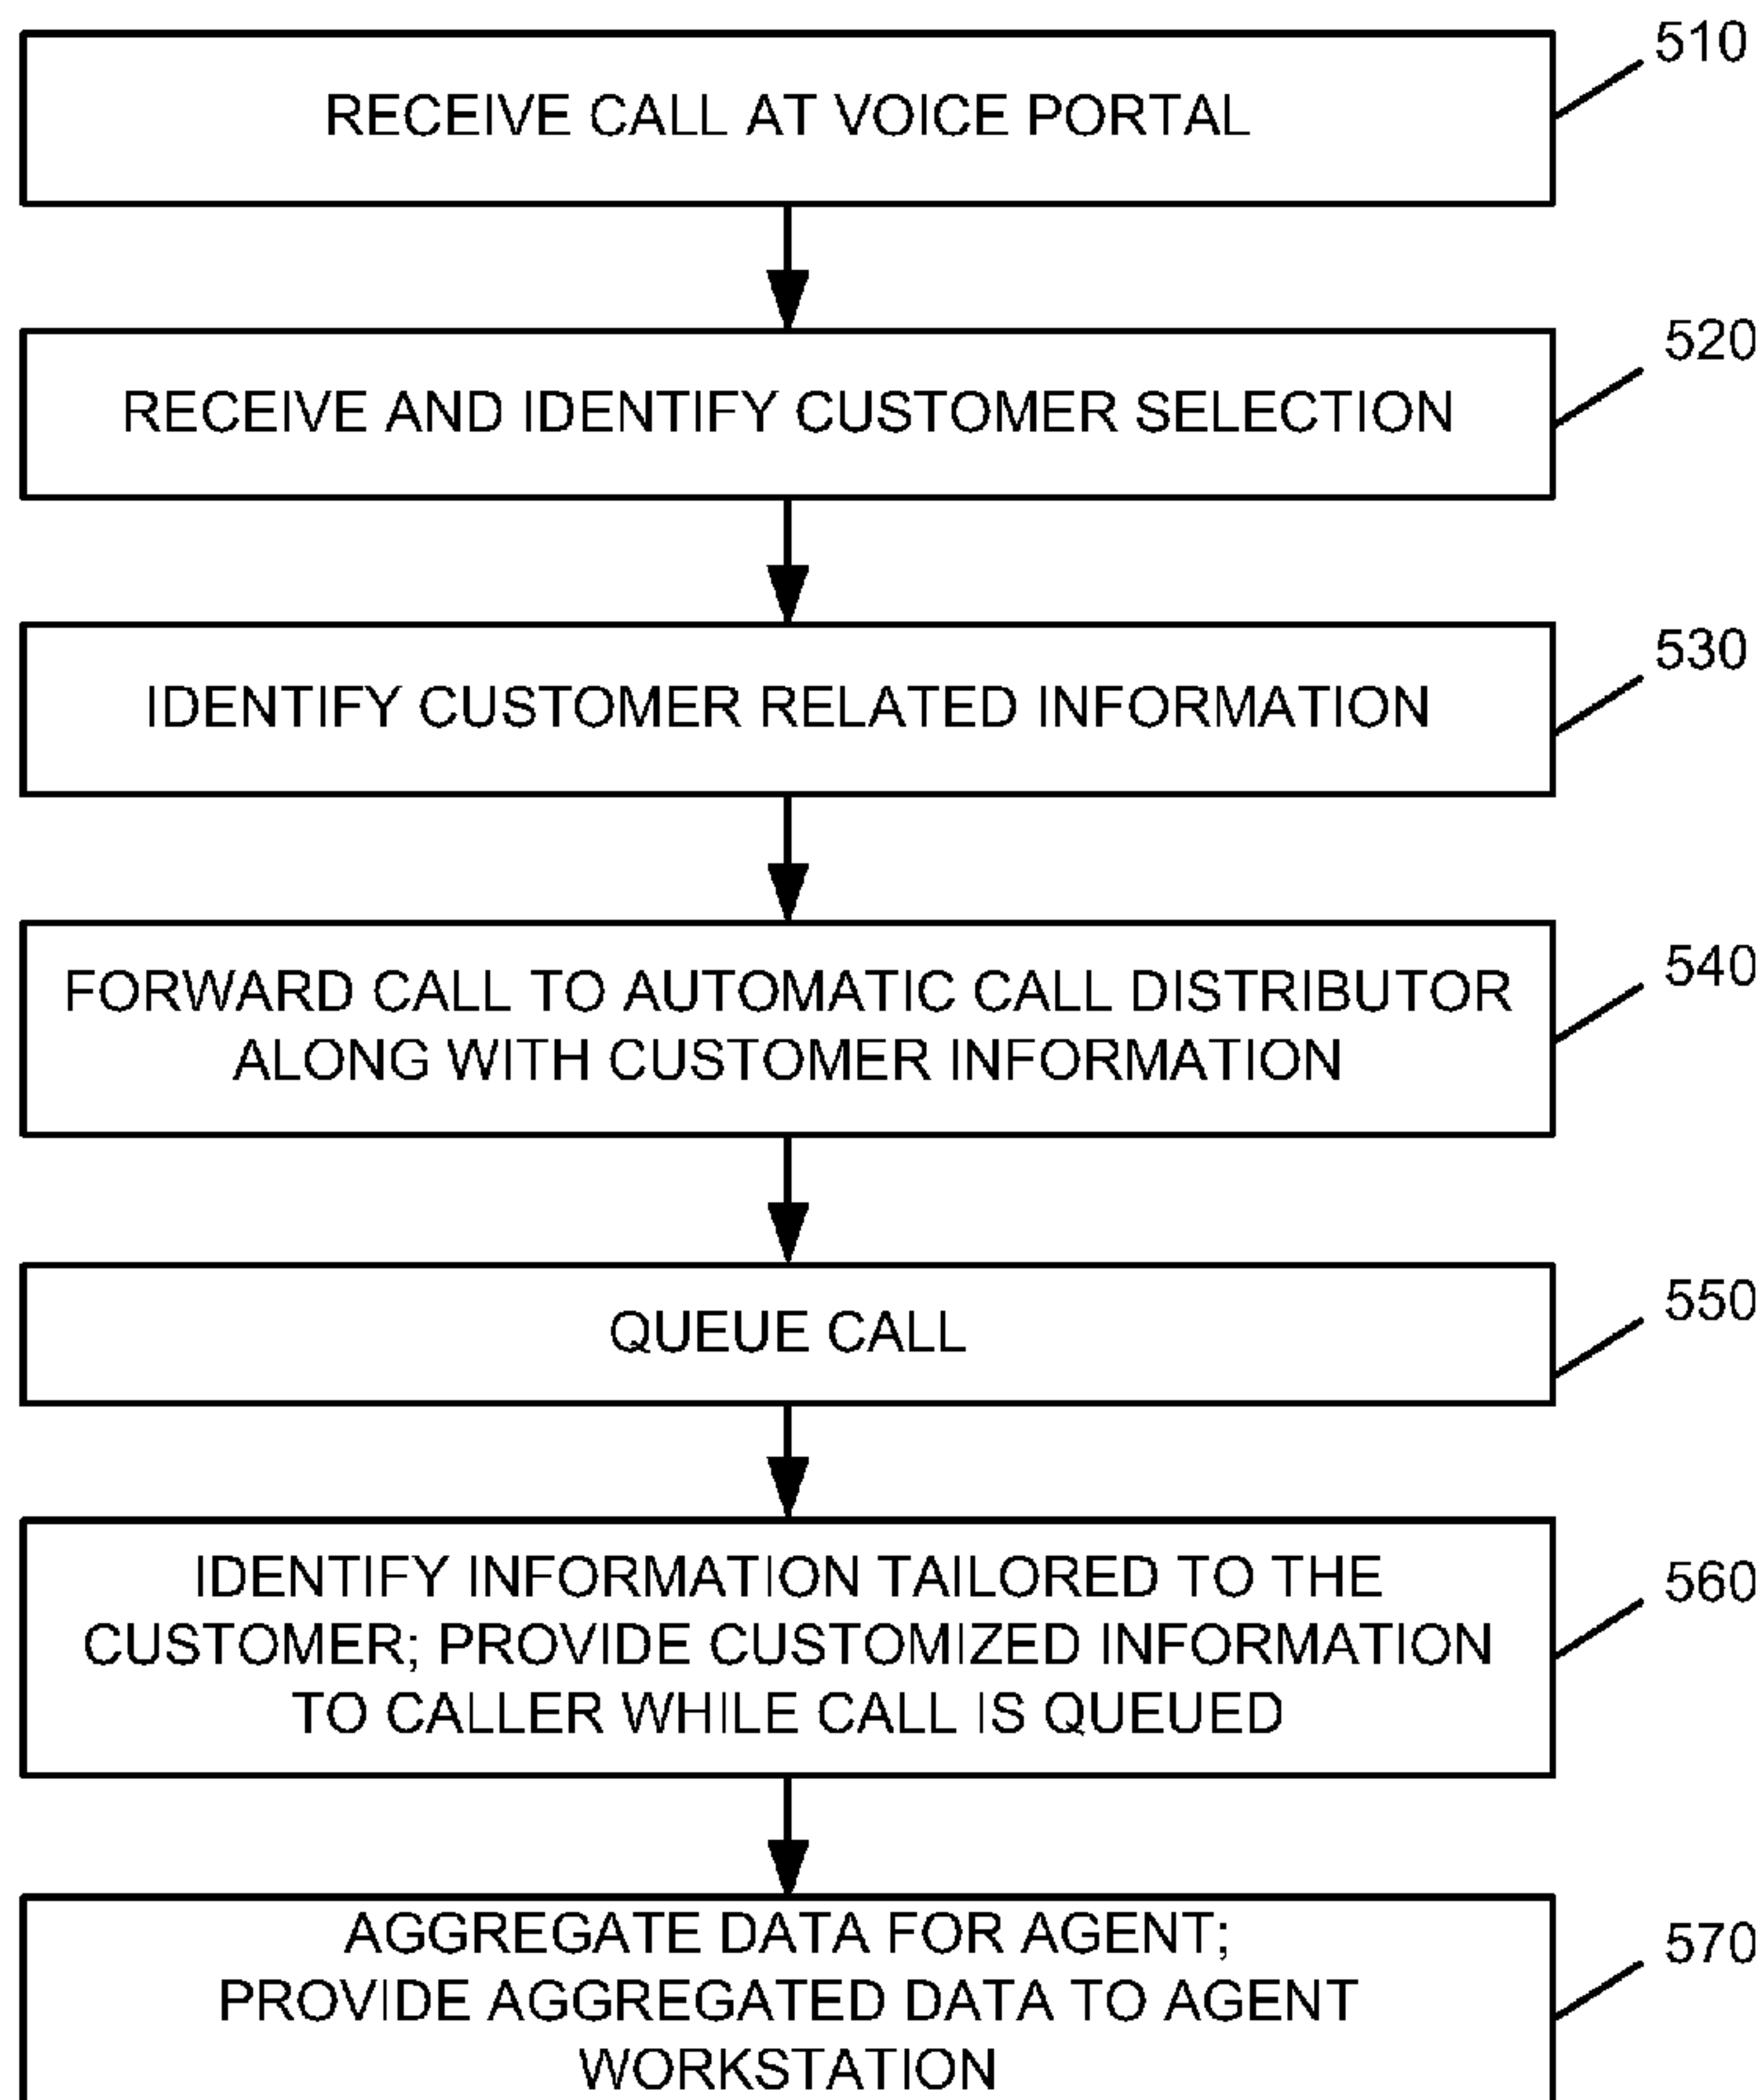 RECEIVE CALL AT VOICE PORTAL
510
RECEIVE AND IDENTIFY CUSTOMER SELECTION
520
IDENTIFY CUSTOMER RELATED INFORMATION
530
FORWARD CALL TO AUTOMATIC CALL DISTRIBUTOR
ALONG WITH CUSTOMER INFORMATION
540
QUEUE CALL
550
IDENTIFY INFORMATION TAILORED TO THE
CUSTOMER; PROVIDE CUSTOMIZED INFORMATION
TO CALLER WHILE CALL IS QUEUED
560
AGGREGATE DATA FOR AGENT;
PROVIDE AGGREGATED DATA TO AGENT
WORKSTATION
570